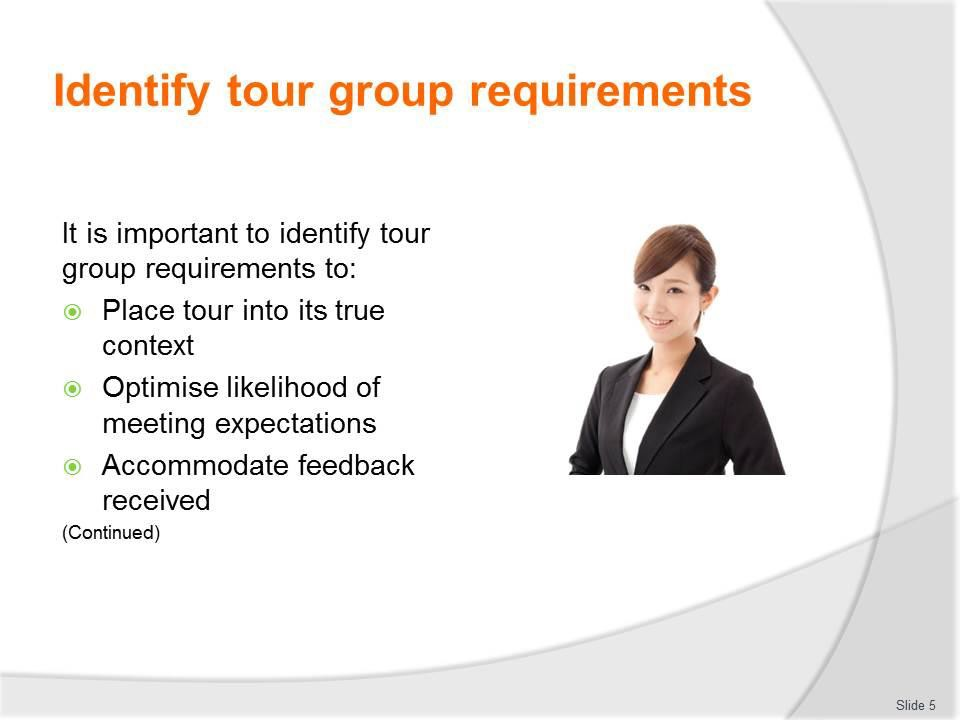 Identify tour group requirements
It is important to identify tour
group requirements to:
Place tour into its true
context
Optimise likelihood of
meeting expectations
Accommodate feedback
received
(Continued)
Slide 5